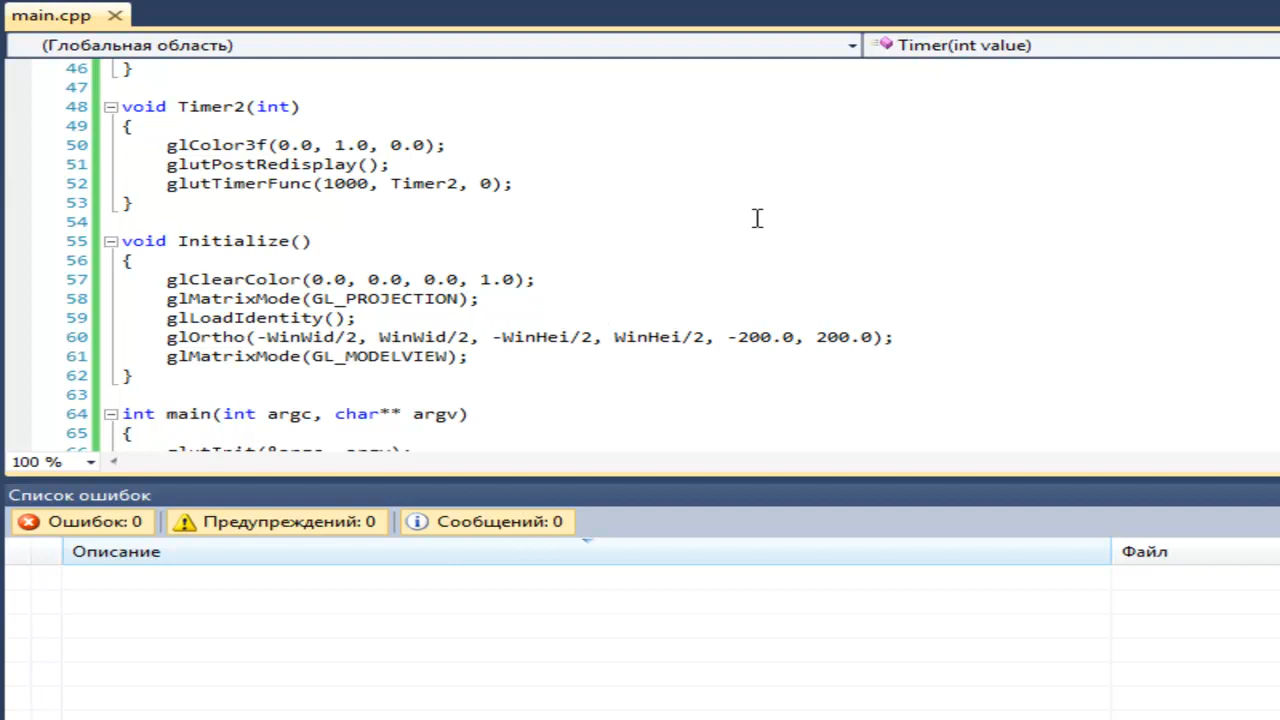 main.cpp
(Глобальная область) Timer(int value)
46 }
47
48 void Timer2(int)
49 {
50 glColor3f(0.0, 1.0, 0.0);
51 glutPostRedisplay();
52 glutTimerFunc(1000, Timer2, 0);
53 }
54
55 void Initialize()
56 {
57 glClearColor(0.0, 0.0, 0.0, 1.0);
58 glMatrixMode(GL_PROJECTION);
59 glLoadIdentity();
60 glOrtho(-WinWid/2, WinWid/2, -WinHei/2, WinHei/2, -200.0, 200.0);
61 glMatrixMode(GL_MODELVIEW);
62 }
63
64 int main(int argc, char** argv)
65 {
66 glutInit(&argc, argv);
100 %
Список ошибок
Ошибок: 0 Предупреждений: 0 Сообщений: 0
Описание Файл